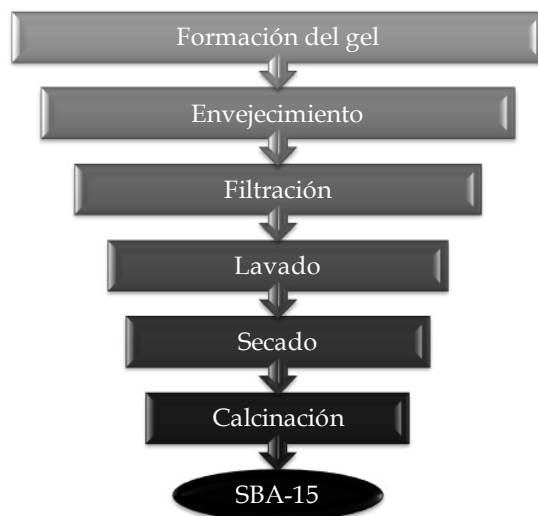 Formación del gel
Envejecimiento
Filtración
Lavado
Secado
Calcinación
SBA-15